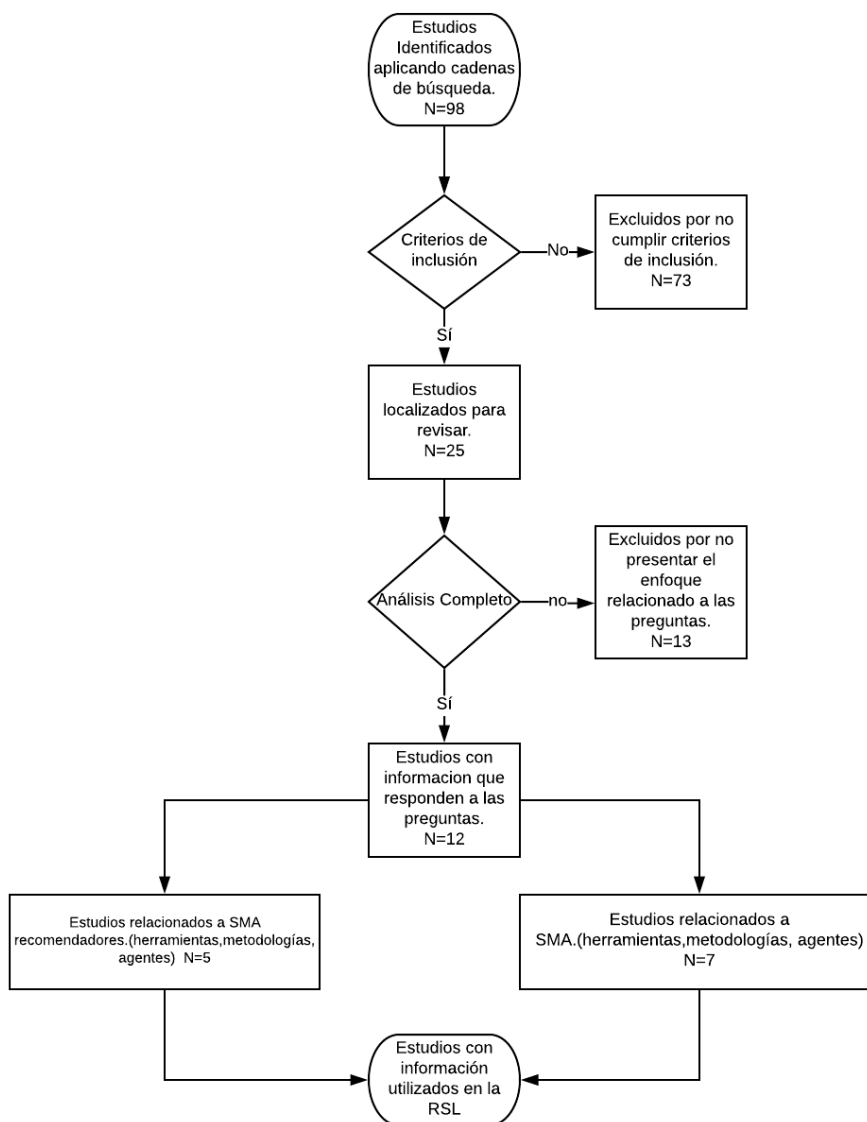 Estudios
Identificados
aplicando cadenas
de búsqueda.
N=98
Criterios de
inclusión
No
Excluidos por no
cumplir criterios
de inclusión.
N=73
Sí
Estudios
localizados para
revisar.
N=25
Análisis Completo
no
Excluidos por no
presentar el
enfoque
relacionado a las
preguntas.
N=13
Sí
Estudios con
informacion que
responden a las
preguntas.
N=12
Estudios relacionados a SMA
recomendadores.(herramientas,metodologías,
agentes) N=5
Estudios relacionados a
SMA.(herramientas,metodologías, agentes)
N=7
Estudios con
información
utilizados en la
RSL